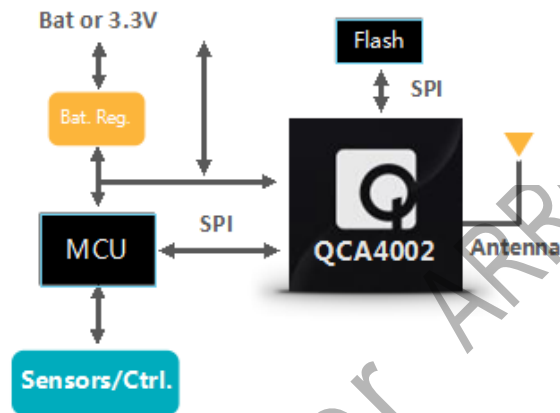 Bat or 3.3V
Flash
SPI
Bat. Reg.
SPI
MCU
QCA4002
Antenna
Sensors/Ctrl.